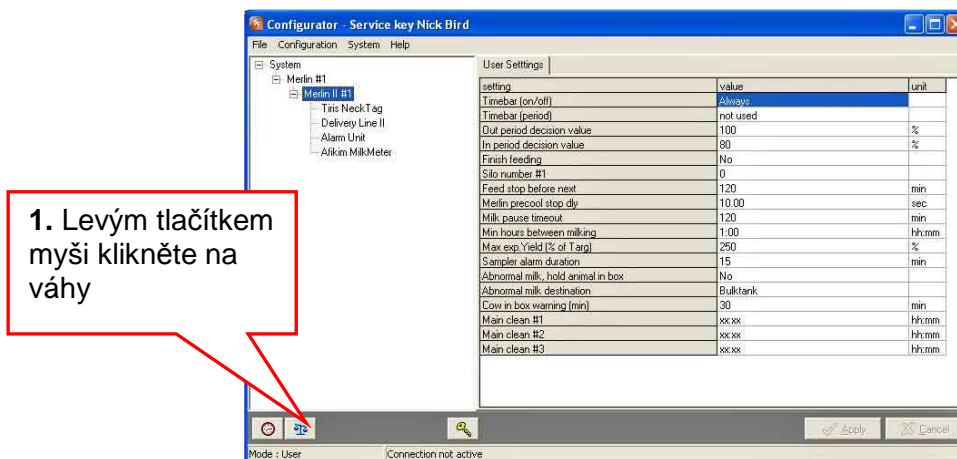 Configurator - Service key Nick Bird
File Configuration System Help
System
Merlin #1
Merlin II #1
Tiris NeckTag
Delivery Line II
Alarm Unit
Afikim MilkMeter
User Setttings
setting value unit
Timebar (on/off) Always
Timebar (period) not used
Out period decision value 100 %
In period decision value 80 %
Finish feeding No
Silo number #1 0
Feed stop before next 120 min
Merlin precool stop dly 10.00 sec
Milk pause timeout 120 min
Min hours between milking 1:00 hh:mm
Max exp.Yield (% of Targ) 250 %
Sampler alarm duration 15 min
Abnormal milk, hold animal in box No
Abnormal milk destination Bulktank
Cow in box warning (min) 30 min
Main clean #1 xx:xx hh:mm
Main clean #2 xx:xx hh:mm
Main clean #3 xx:xx hh:mm
1. Levým tlačítkem
myši klikněte na
váhy
Apply Cancel
Mode : User Connection not active